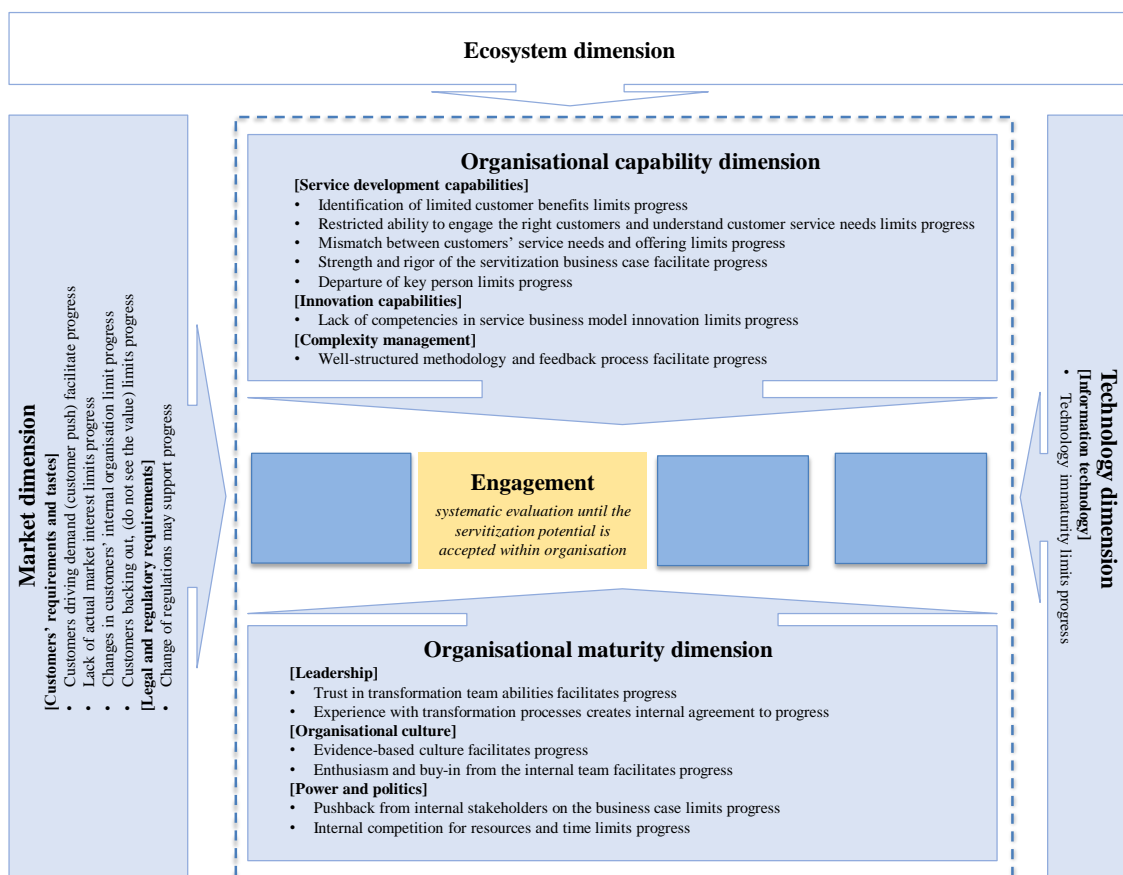 Ecosystem dimension
Market dimension
[Customers' requirements and tastes]
• Customers driving demand (customer push) facilitate progress
• Lack of actual market interest limits progress
• Changes in customers' internal organisation limit progress
• Customers backing out, (do not see the value) limits progress
[Legal and regulatory requirements]
• Change of regulations may support progress
Organisational capability dimension
[Service development capabilities]
• Identification of limited customer benefits limits progress
• Restricted ability to engage the right customers and understand customer service needs limits progress
• Mismatch between customers' service needs and offering limits progress
• Strength and rigor of the servitization business case facilitate progress
• Departure of key person limits progress
[Innovation capabilities]
• Lack of competencies in service business model innovation limits progress
[Complexity management]
• Well-structured methodology and feedback process facilitate progress
Engagement
systematic evaluation until the
servitization potential is
accepted within organisation
Organisational maturity dimension
[Leadership]
• Trust in transformation team abilities facilitates progress
• Experience with transformation processes creates internal agreement to progress
[Organisational culture]
• Evidence-based culture facilitates progress
• Enthusiasm and buy-in from the internal team facilitates progress
[Power and politics]
• Pushback from internal stakeholders on the business case limits progress
• Internal competition for resources and time limits progress
Technology dimension
[Information technology]
• Technology immaturity limits progress